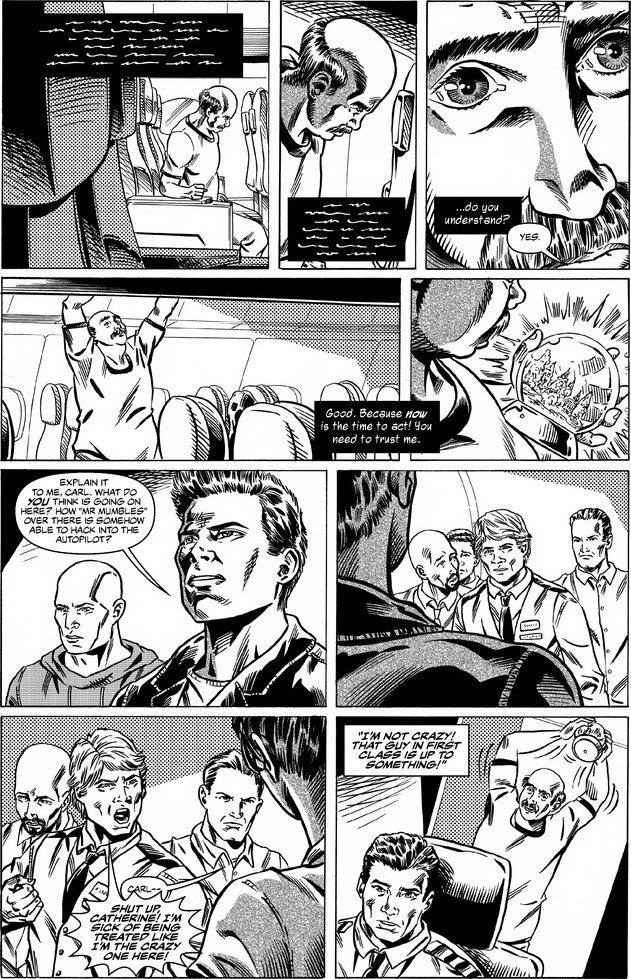 ...do you
understand?
YES.
Good. Because now
is the time to act! You
need to trust me.
EXPLAIN IT
TO ME, CARL. WHAT DO
YOU THINK IS GOING ON
HERE? HOW "MR MUMBLES"
OVER THERE IS SOMEHOW
ABLE TO HACK INTO THE
AUTOPILOT?
CARL--
SHUT UP,
CATHERINE! I'M
SICK OF BEING
TREATED LIKE
I'M THE CRAZY
ONE HERE!
"I'M NOT CRAZY!
THAT GUY IN FIRST
CLASS IS UP TO
SOMETHING!"